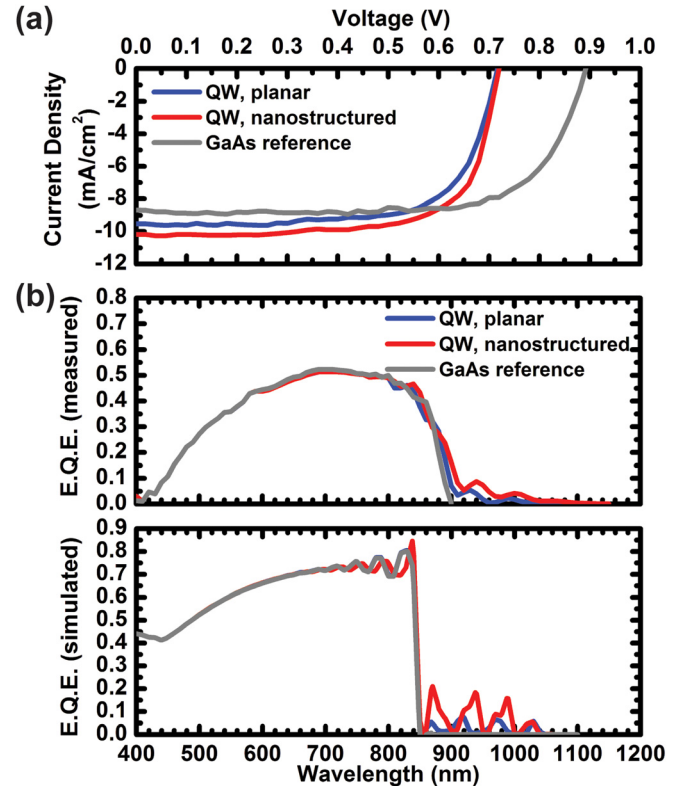 (a)
Voltage (V)
0.0 0.1 0.2 0.3 0.4 0.5 0.6 0.7 0.8 0.9 1.0
Current Density
(mA/cm²)
0
-2
-4
-6
-8
-10
-12
QW, planar
QW, nanostructured
GaAs reference
(b)
E.Q.E. (measured)
0.8
0.7
0.6
0.5
0.4
0.3
0.2
0.1
0.0
QW, planar
QW, nanostructured
GaAs reference
E.Q.E. (simulated)
0.9
0.8
0.7
0.6
0.5
0.4
0.3
0.2
0.1
0.0
400 500 600 700 800 900 1000 1100 1200
Wavelength (nm)